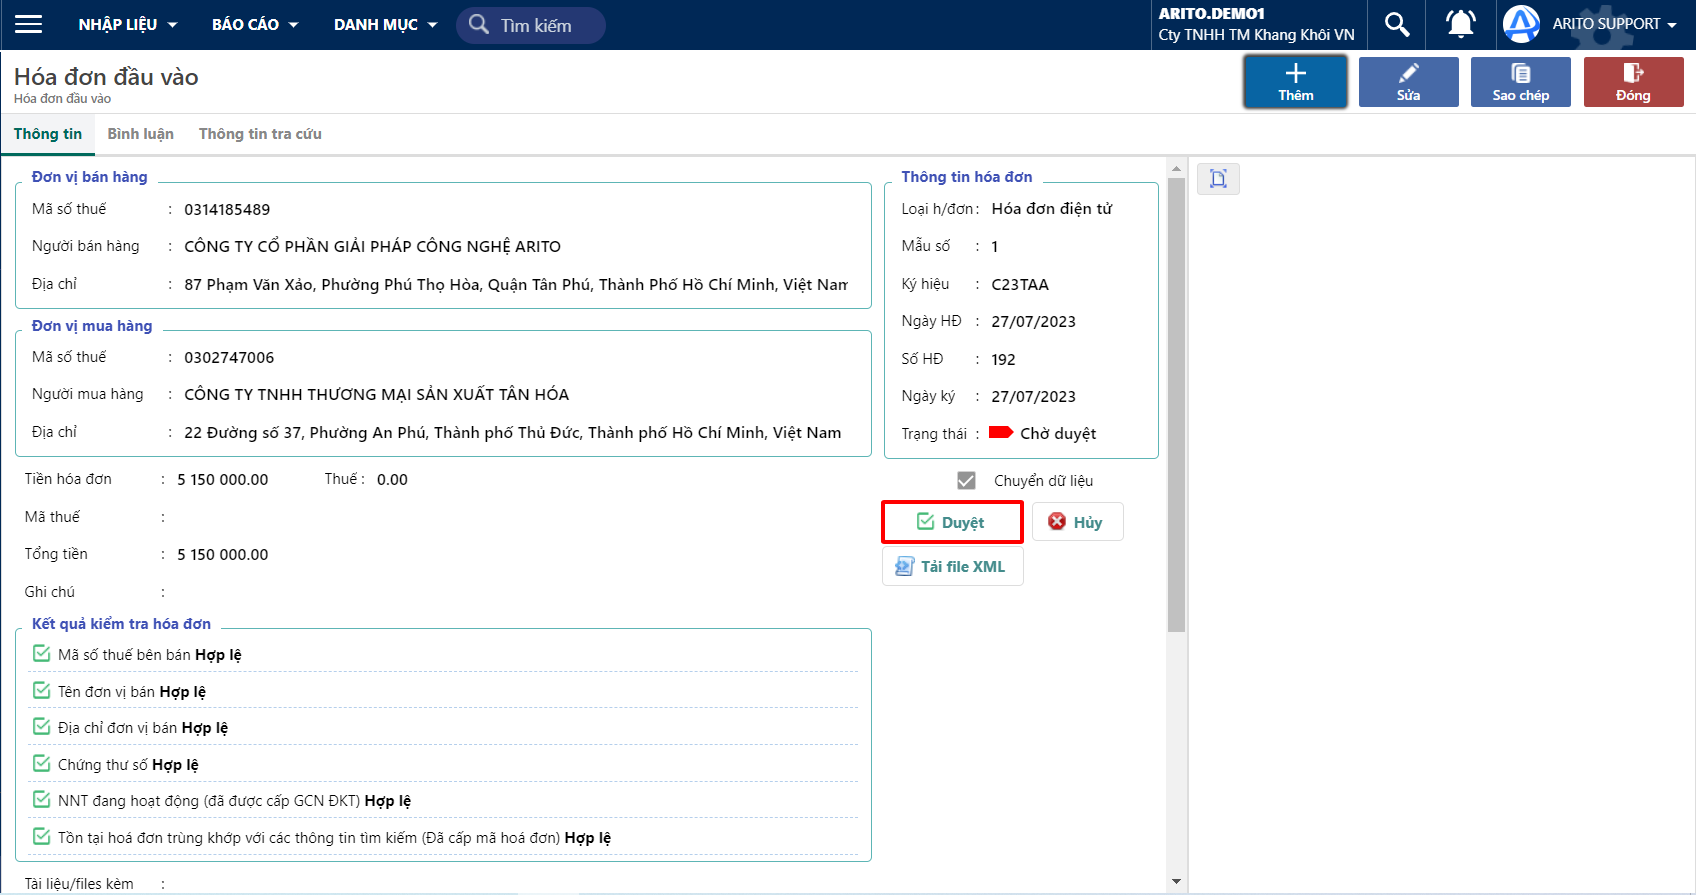 NHẬP LIỆU
BÁO CÁO
DANH MỤC
Tìm kiếm
ARITO.DEMO1
Cty TNHH TM Khang Khôi VN
ARITO SUPPORT
Hóa đơn đầu vào
Hóa đơn đầu vào
Thêm
Sửa
Sao chép
Đóng
Thông tin
Bình luận
Thông tin tra cứu
Đơn vị bán hàng
Mã số thuế : 0314185489
Người bán hàng : CÔNG TY CỔ PHẦN GIẢI PHÁP CÔNG NGHỆ ARITO
Địa chỉ : 87 Phạm Văn Xảo, Phường Phú Thọ Hòa, Quận Tân Phú, Thành Phố Hồ Chí Minh, Việt Nam
Đơn vị mua hàng
Mã số thuế : 0302747006
Người mua hàng : CÔNG TY TNHH THƯƠNG MẠI SẢN XUẤT TÂN HÓA
Địa chỉ : 22 Đường số 37, Phường An Phú, Thành phố Thủ Đức, Thành phố Hồ Chí Minh, Việt Nam
Tiền hóa đơn : 5 150 000.00 Thuế : 0.00
Mã thuế :
Tổng tiền : 5 150 000.00
Ghi chú :
Thông tin hóa đơn
Loại h/đơn : Hóa đơn điện tử
Mẫu số : 1
Ký hiệu : C23TAA
Ngày HĐ : 27/07/2023
Số HĐ : 192
Ngày ký : 27/07/2023
Trạng thái : Chờ duyệt
Chuyển dữ liệu
Duyệt
Hủy
Tải file XML
Kết quả kiểm tra hóa đơn
Mã số thuế bên bán Hợp lệ
Tên đơn vị bán Hợp lệ
Địa chỉ đơn vị bán Hợp lệ
Chứng thư số Hợp lệ
NNT đang hoạt động (đã được cấp GCN ĐKT) Hợp lệ
Tồn tại hoá đơn trùng khớp với các thông tin tìm kiếm (Đã cấp mã hoá đơn) Hợp lệ
Tài liệu/files kèm :